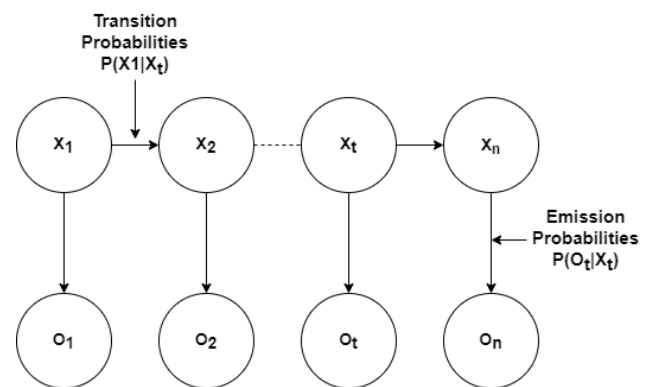 Transition
Probabilities
P(X1|Xt)
X1
X2
Xt
Xn
Emission
Probabilities
P(Ot|Xt)
O1
O2
Ot
On